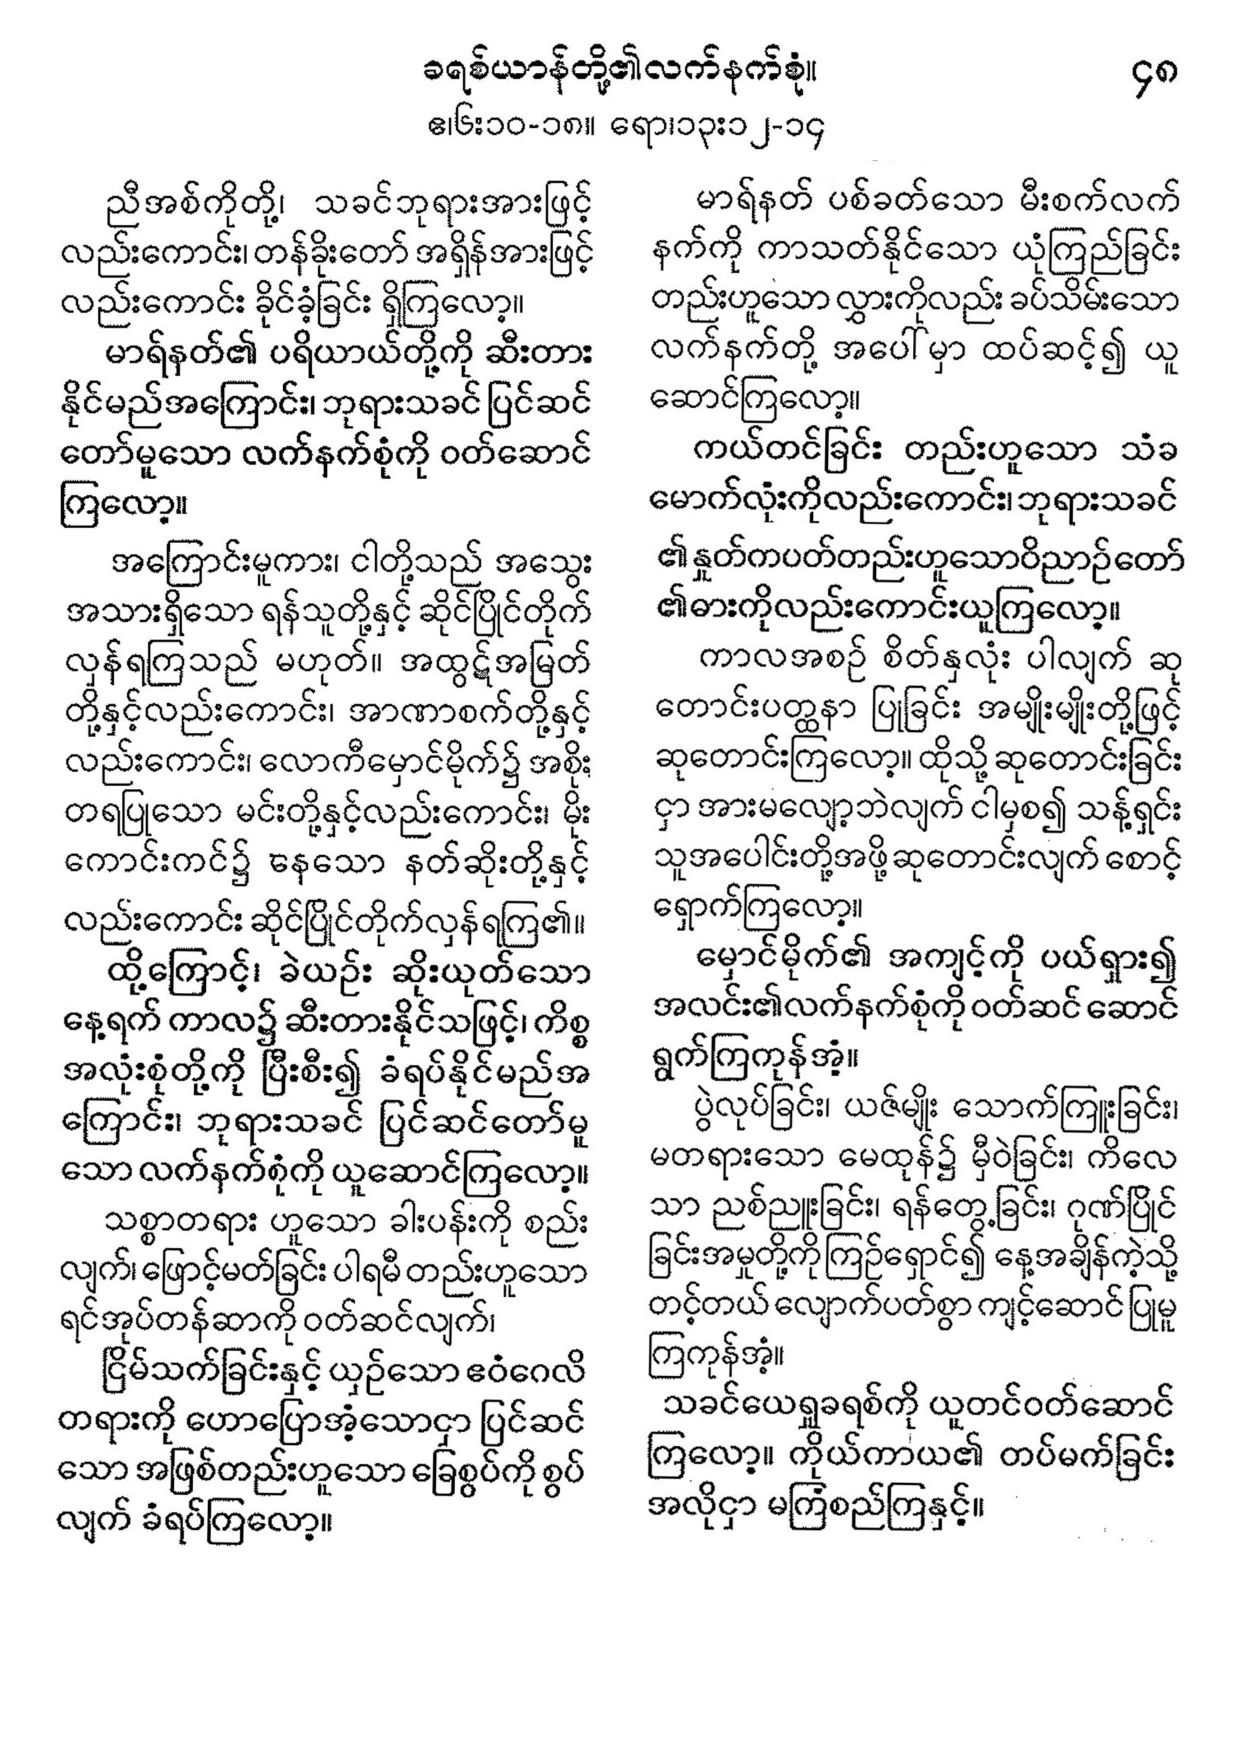 ခရစ်ယာန်တို့၏လက်နက်စုံ။
၄၈
ဧ၊၆း၁၀-၁၈။ ရော၊၁၃း၁၂-၁၄
ညီအစ်ကိုတို့၊ သခင်ဘုရားအားဖြင့်
လည်းကောင်း၊ တန်ခိုးတော် အရှိန်အားဖြင့်
လည်းကောင်း ခိုင်ခံ့ခြင်း ရှိကြလော့။
မာရ်နတ်၏ ပရိယာယ်တို့ကို ဆီးတား
နိုင်မည်အကြောင်း၊ ဘုရားသခင် ပြင်ဆင်
တော်မူသော လက်နက်စုံကို ဝတ်ဆောင်
ကြလော့။
အကြောင်းမူကား၊ ငါတို့သည် အသွေး
အသားရှိသော ရန်သူတို့နှင့် ဆိုင်ပြိုင်တိုက်
လှန်ရကြသည် မဟုတ်။ အထွဋ်အမြတ်
တို့နှင့်လည်းကောင်း၊ အာဏာစက်တို့နှင့်
လည်းကောင်း၊ လောကီမှောင်မိုက်၌ အစိုး
တရပြုသော မင်းတို့နှင့်လည်းကောင်း၊ မိုး
ကောင်းကင်၌ နေသော နတ်ဆိုးတို့နှင့်
လည်းကောင်း ဆိုင်ပြိုင်တိုက်လှန်ရကြ၏။
ထို့ကြောင့်၊ ခဲယဉ်း ဆိုးယုတ်သော
နေ့ရက် ကာလ၌ ဆီးတားနိုင်သဖြင့်၊ ကိစ္စ
အလုံးစုံတို့ကို ပြီးစီး၍ ခံရပ်နိုင်မည်အ
ကြောင်း၊ ဘုရားသခင် ပြင်ဆင်တော်မူ
သော လက်နက်စုံကို ယူဆောင်ကြလော့။
သစ္စာတရား ဟူသော ခါးပန်းကို စည်း
လျက်၊ ဖြောင့်မတ်ခြင်း ပါရမီ တည်းဟူသော
ရင်အုပ်တန်ဆာကို ဝတ်ဆင်လျက်၊
ငြိမ်သက်ခြင်းနှင့် ယှဉ်သော ဧဝံဂေလိ
တရားကို ဟောပြောအံ့သောငှာ ပြင်ဆင်
သော အဖြစ်တည်းဟူသော ခြေစွပ်ကို စွပ်
လျက် ခံရပ်ကြလော့။
မာရ်နတ် ပစ်ခတ်သော မီးစက်လက်
နက်ကို ကာသတ်နိုင်သော ယုံကြည်ခြင်း
တည်းဟူသော လွှားကိုလည်း ခပ်သိမ်းသော
လက်နက်တို့ အပေါ်မှာ ထပ်ဆင့်၍ ယူ
ဆောင်ကြလော့။
ကယ်တင်ခြင်း တည်းဟူသော သံခ
မောက်လုံးကိုလည်းကောင်း၊ ဘုရားသခင်
၏ နှုတ်ကပတ်တည်းဟူသောဝိညာဉ်တော်
၏ဓားကိုလည်းကောင်းယူကြလော့။
ကာလအစဉ် စိတ်နှလုံး ပါလျက် ဆု
တောင်းပတ္ထနာ ပြုခြင်း အမျိုးမျိုးတို့ဖြင့်
ဆုတောင်းကြလော့။ ထိုသို့ ဆုတောင်းခြင်း
ငှာ အားမလျော့ဘဲလျက် ငါမှစ၍ သန့်ရှင်း
သူအပေါင်းတို့အဖို့ ဆုတောင်းလျက် စောင့်
ရှောက်ကြလော့။
မှောင်မိုက်၏ အကျင့်ကို ပယ်ရှား၍
အလင်း၏လက်နက်စုံကို ဝတ်ဆင် ဆောင်
ရွက်ကြကုန်အံ့။
ပွဲလုပ်ခြင်း၊ ယဇ်မျိုး သောက်ကြူးခြင်း၊
မတရားသော မေထုန်၌ မှီဝဲခြင်း၊ ကိလေ
သာ ညစ်ညူးခြင်း၊ ရန်တွေ့ခြင်း၊ ဂုဏ်ပြိုင်
ခြင်းအမှုတို့ကို ကြဉ်ရှောင်၍ နေ့အချိန်ကဲ့သို့
တင့်တယ် လျောက်ပတ်စွာ ကျင့်ဆောင် ပြုမူ
ကြကုန်အံ့။
သခင်ယေရှုခရစ်ကို ယူတင်ဝတ်ဆောင်
ကြလော့။ ကိုယ်ကာယ၏ တပ်မက်ခြင်း
အလိုငှာ မကြံစည်ကြနှင့်။